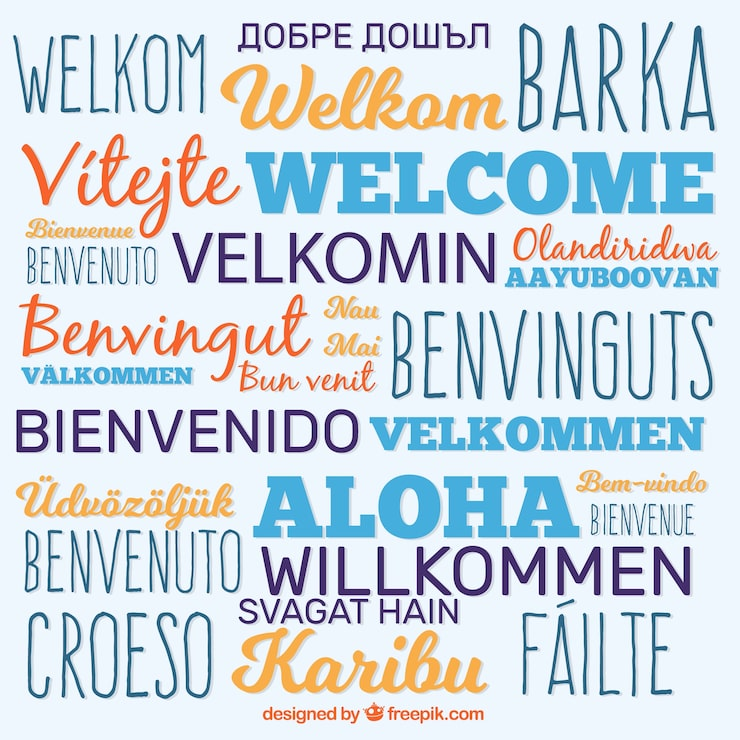 WELKOM
ДОБРЕ ДОШЪЛ
Welkom
BARKA
Vítejte
WELCOME
Bienvenue
BENVENUTO
VELKOMIN
Olandiridwa
AAYUBOOVAN
Benvingut
Nau
Mai
BENVINGUTS
VÄLKOMMEN
Bun venit
BIENVENIDO
VELKOMMEN
Üdvözöljük
ALOHA
Bem-vindo
BIENVENUE
BENVENUTO
WILLKOMMEN
CROESO
SVAGAT HAIN
Karibu
FÁILTE
designed by freepik.com